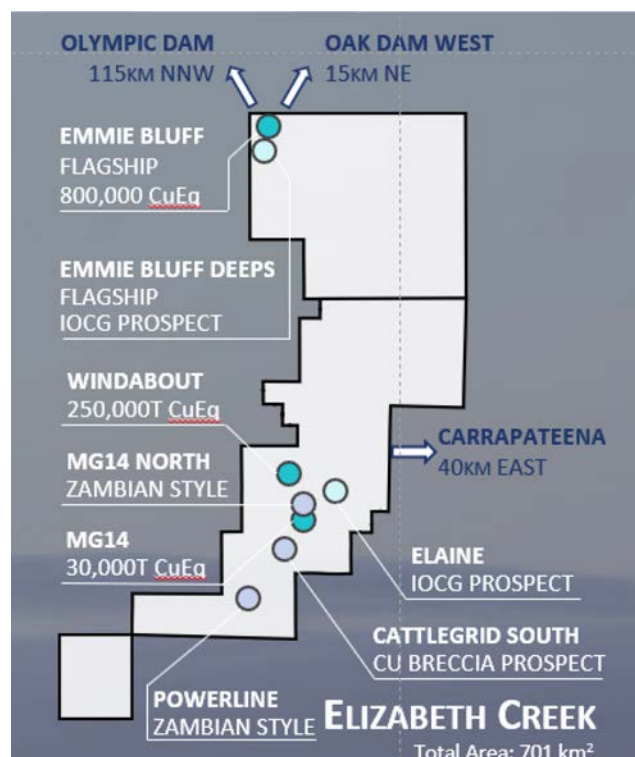 OLYMPIC DAM
115KM NNW
OAK DAM WEST
15KM NE
EMMIE BLUFF
FLAGSHIP
800,000 CuEq
EMMIE BLUFF DEEPS
FLAGSHIP
IOCG PROSPECT
WINDABOUT
250,000T CuEq
CARRAPATEENA
40KM EAST
MG14 NORTH
ZAMBIAN STYLE
MG14
30,000T CuEq
ELAINE
IOCG PROSPECT
CATTLEGRID SOUTH
CU BRECCIA PROSPECT
POWERLINE
ZAMBIAN STYLE
ELIZABETH CREEK
Total Area: 701 km²